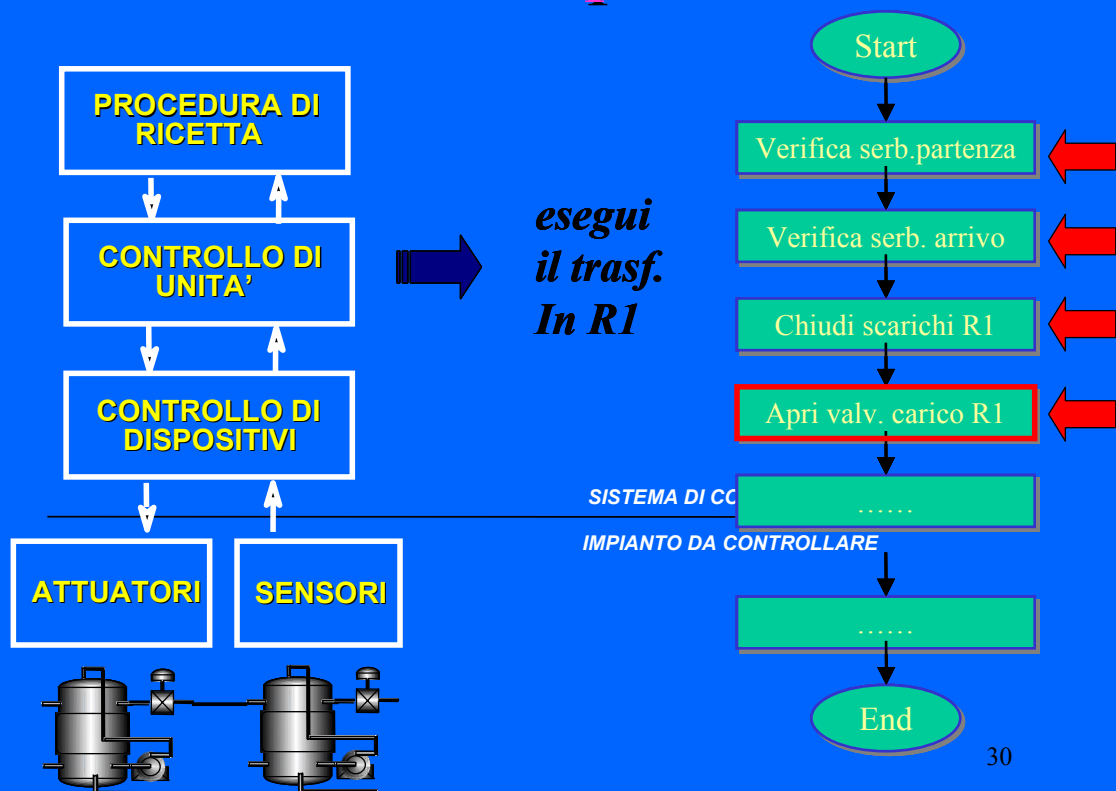 PROCEDURA DI
RICETTA
CONTROLLO DI
UNITA'
CONTROLLO DI
DISPOSITIVI
ATTUATORI
SENSORI
esegui
il trasf.
In R1
SISTEMA DI CO
IMPIANTO DA CONTROLLARE
Start
Verifica serb.partenza
Verifica serb. arrivo
Chiudi scarichi R1
Apri valv. carico R1
……
……
End
30